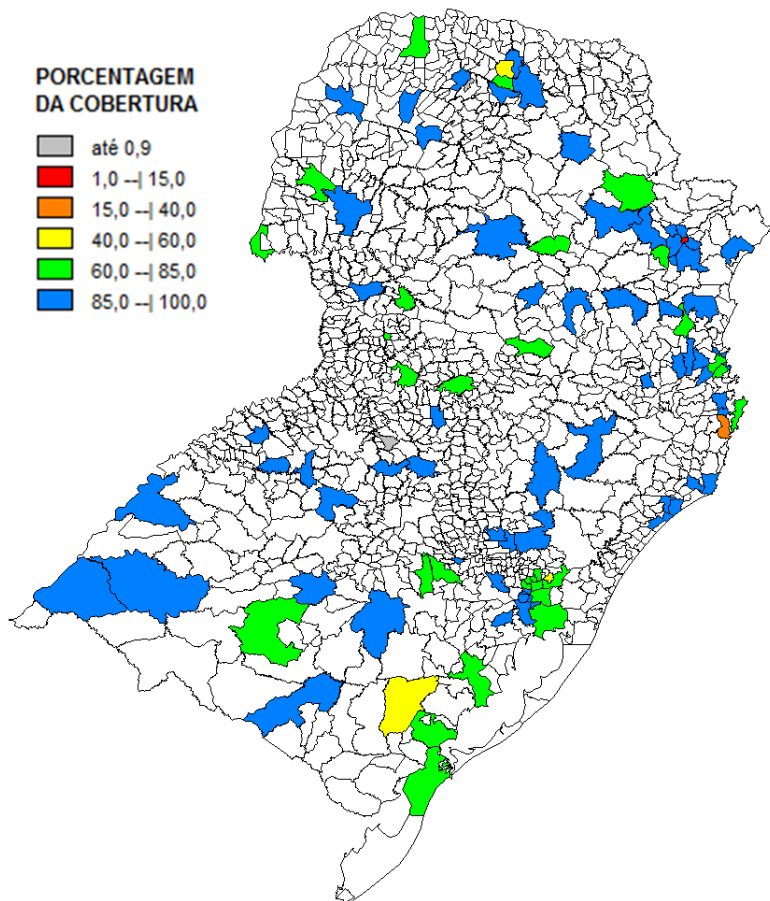 PORCENTAGEM
DA COBERTURA
até 0,9
1,0 --| 15,0
15,0 --| 40,0
40,0 --| 60,0
60,0 --| 85,0
85,0 --| 100,0